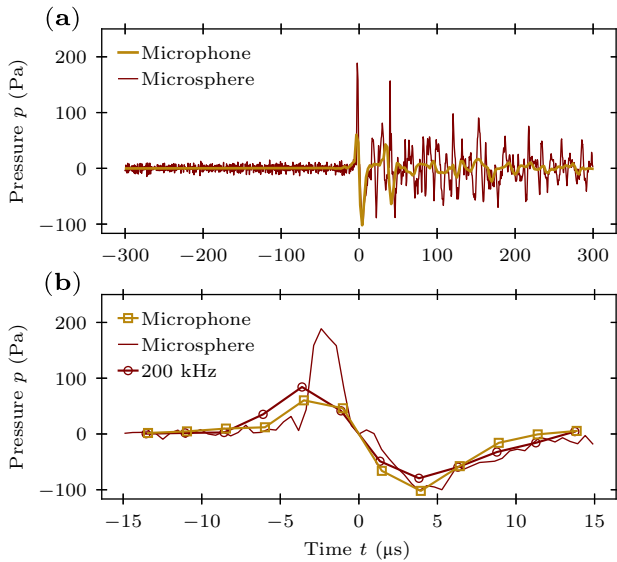 (a)
200
100
0
−100
Pressure p (Pa)
Microphone
Microsphere
−300 −200 −100 0 100 200 300
(b)
200
100
0
−100
Pressure p (Pa)
Microphone
Microsphere
200 kHz
−15 −10 −5 0 5 10 15
Time t (μs)